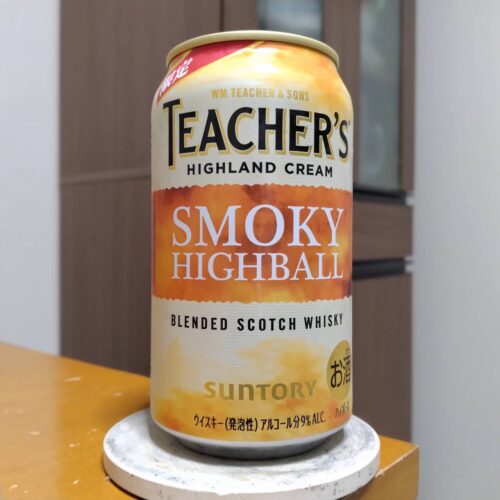 限定
WM. TEACHER & SONS
TEACHER'S
HIGHLAND CREAM
SMOKY
HIGHBALL
BLENDED SCOTCH WHISKY
SUNTORY
お酒
ウイスキー(発泡性) アルコール分9% ALC.